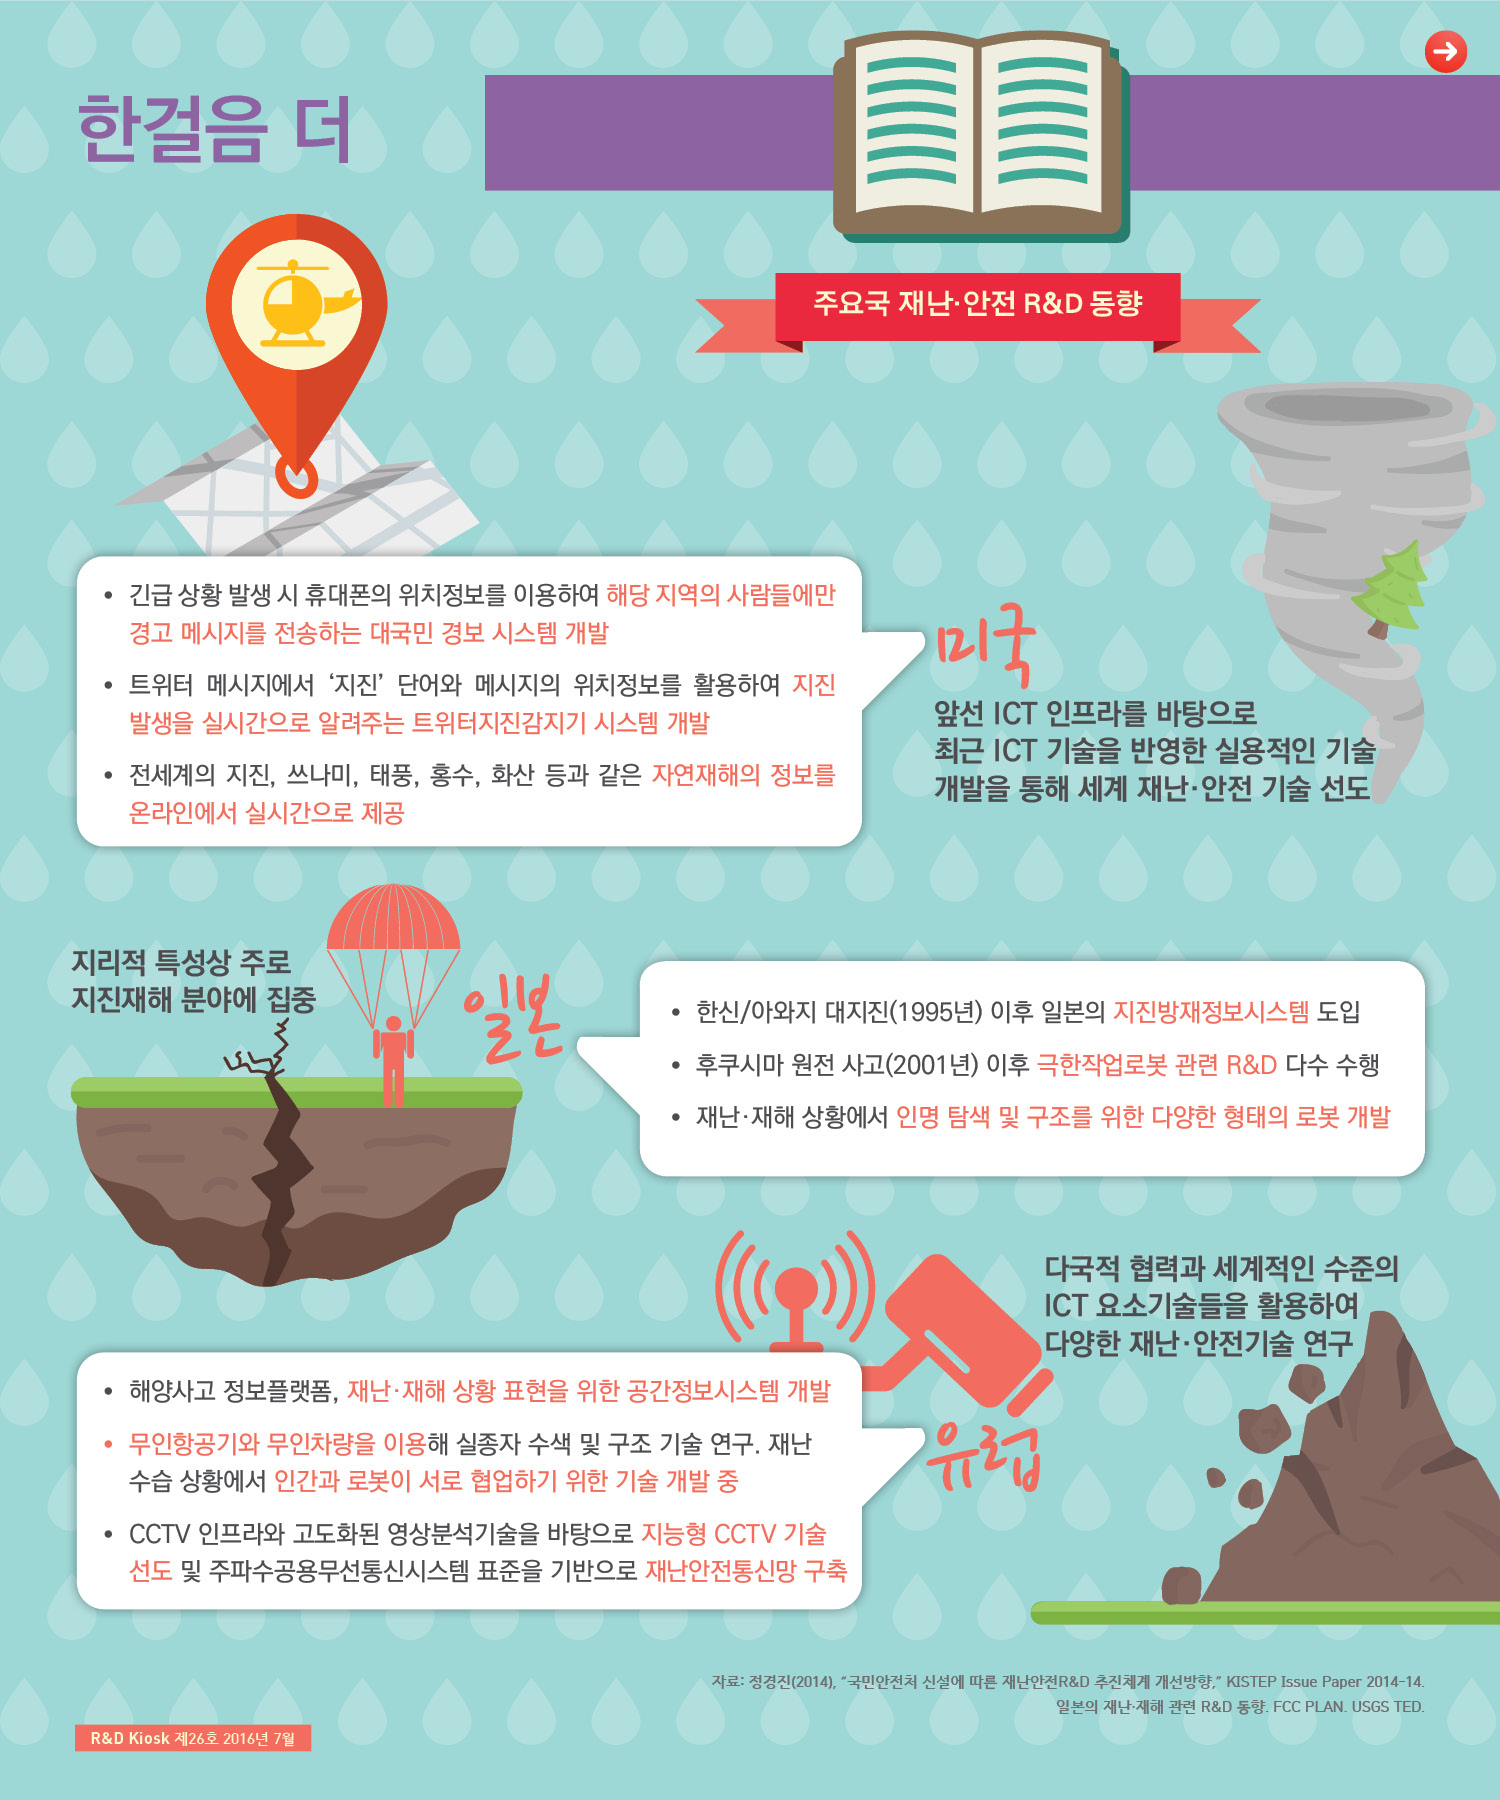 한걸음 더
주요국 재난·안전 R&D 동향
• 긴급 상황 발생 시 휴대폰의 위치정보를 이용하여 해당 지역의 사람들에만
경고 메시지를 전송하는 대국민 경보 시스템 개발
• 트위터 메시지에서 ‘지진’ 단어와 메시지의 위치정보를 활용하여 지진
발생을 실시간으로 알려주는 트위터지진감지기 시스템 개발
• 전세계의 지진, 쓰나미, 태풍, 홍수, 화산 등과 같은 자연재해의 정보를
온라인에서 실시간으로 제공
미국
앞선 ICT 인프라를 바탕으로
최근 ICT 기술을 반영한 실용적인 기술
개발을 통해 세계 재난·안전 기술 선도
지리적 특성상 주로
지진재해 분야에 집중
일본
• 한신/아와지 대지진(1995년) 이후 일본의 지진방재정보시스템 도입
• 후쿠시마 원전 사고(2001년) 이후 극한작업로봇 관련 R&D 다수 수행
• 재난·재해 상황에서 인명 탐색 및 구조를 위한 다양한 형태의 로봇 개발
다국적 협력과 세계적인 수준의
ICT 요소기술들을 활용하여
다양한 재난·안전기술 연구
유럽
• 해양사고 정보플랫폼, 재난·재해 상황 표현을 위한 공간정보시스템 개발
• 무인항공기와 무인차량을 이용해 실종자 수색 및 구조 기술 연구. 재난
수습 상황에서 인간과 로봇이 서로 협업하기 위한 기술 개발 중
• CCTV 인프라와 고도화된 영상분석기술을 바탕으로 지능형 CCTV 기술
선도 및 주파수공용무선통신시스템 표준을 기반으로 재난안전통신망 구축
자료: 정경진(2014), “국민안전처 신설에 따른 재난안전R&D 추진체계 개선방향,” KISTEP Issue Paper 2014-14.
일본의 재난·재해 관련 R&D 동향. FCC PLAN. USGS TED.
R&D Kiosk 제26호 2016년 7월